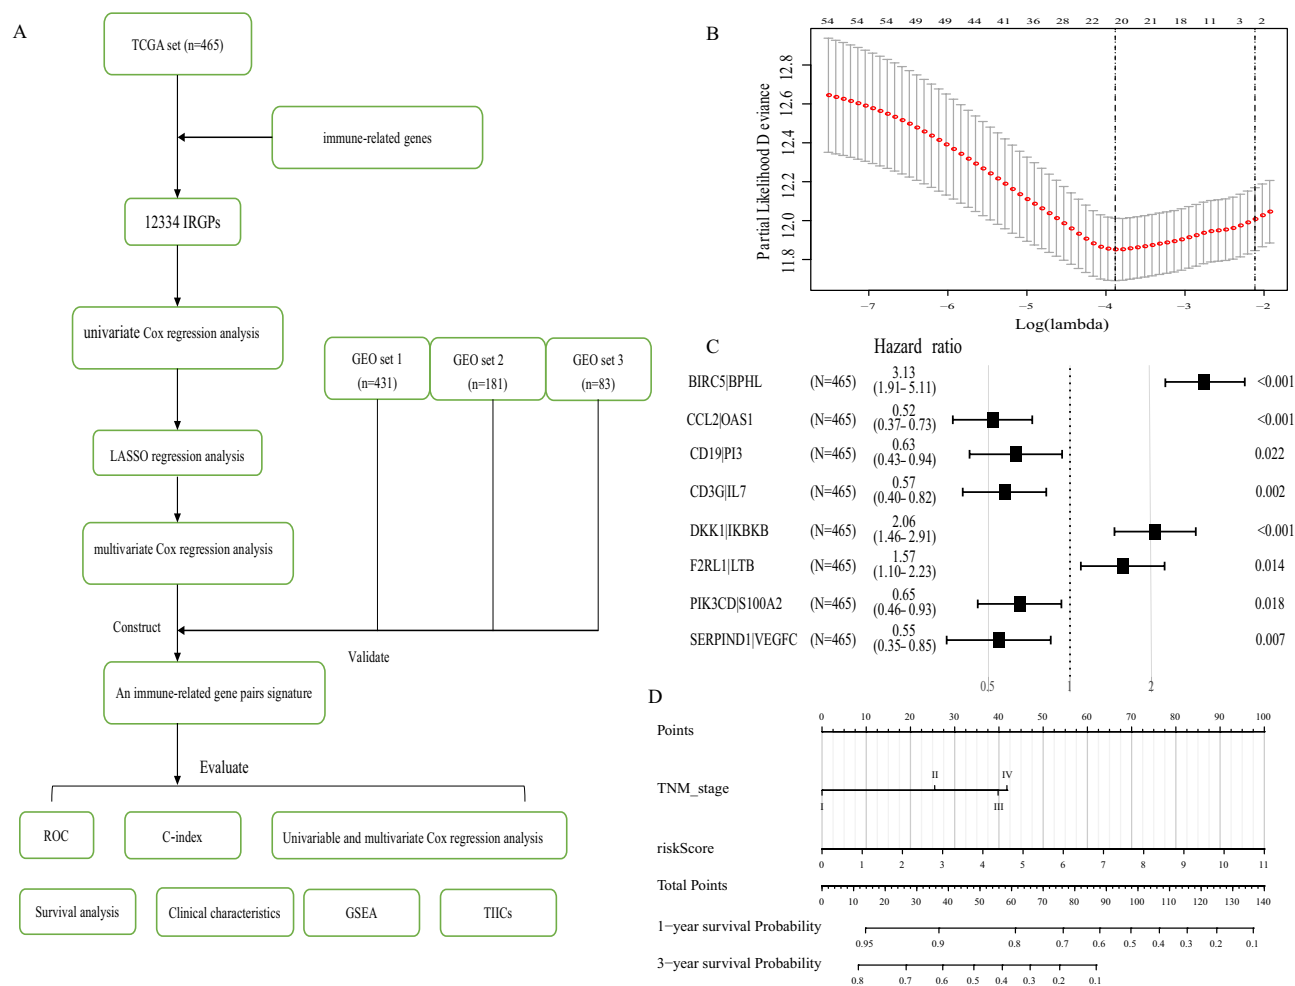 A
TCGA set (n=465)
immune-related genes
12334 IRGPs
univariate Cox regression analysis
GEO set 1
(n=431)
GEO set 2
(n=181)
GEO set 3
(n=83)
LASSO regression analysis
multivariate Cox regression analysis
Construct
Validate
An immune-related gene pairs signature
Evaluate
ROC
C-index
Univariable and multivariate Cox regression analysis
Survival analysis
Clinical characteristics
GSEA
TIICs
B
54 54 54 49 49 44 41 36 28 22 20 21 18 11 3 2
Partial Likelihood D eviance
12.8
12.6
12.4
12.2
12.0
11.8
−7 −6 −5 −4 −3 −2
Log(lambda)
C
Hazard ratio
BIRC5|BPHL (N=465) 3.13 (1.91− 5.11) <0.001
CCL2|OAS1 (N=465) 0.52 (0.37− 0.73) <0.001
CD19|PI3 (N=465) 0.63 (0.43− 0.94) 0.022
CD3G|IL7 (N=465) 0.57 (0.40− 0.82) 0.002
DKK1|IKBKB (N=465) 2.06 (1.46− 2.91) <0.001
F2RL1|LTB (N=465) 1.57 (1.10− 2.23) 0.014
PIK3CD|S100A2 (N=465) 0.65 (0.46− 0.93) 0.018
SERPIND1|VEGFC (N=465) 0.55 (0.35− 0.85) 0.007
0.5 1 2
D
Points 0 10 20 30 40 50 60 70 80 90 100
TNM_stage I II III IV
riskScore 0 1 2 3 4 5 6 7 8 9 10 11
Total Points 0 10 20 30 40 50 60 70 80 90 100 110 120 130 140
1−year survival Probability 0.95 0.9 0.8 0.7 0.6 0.5 0.4 0.3 0.2 0.1
3−year survival Probability 0.8 0.7 0.6 0.5 0.4 0.3 0.2 0.1